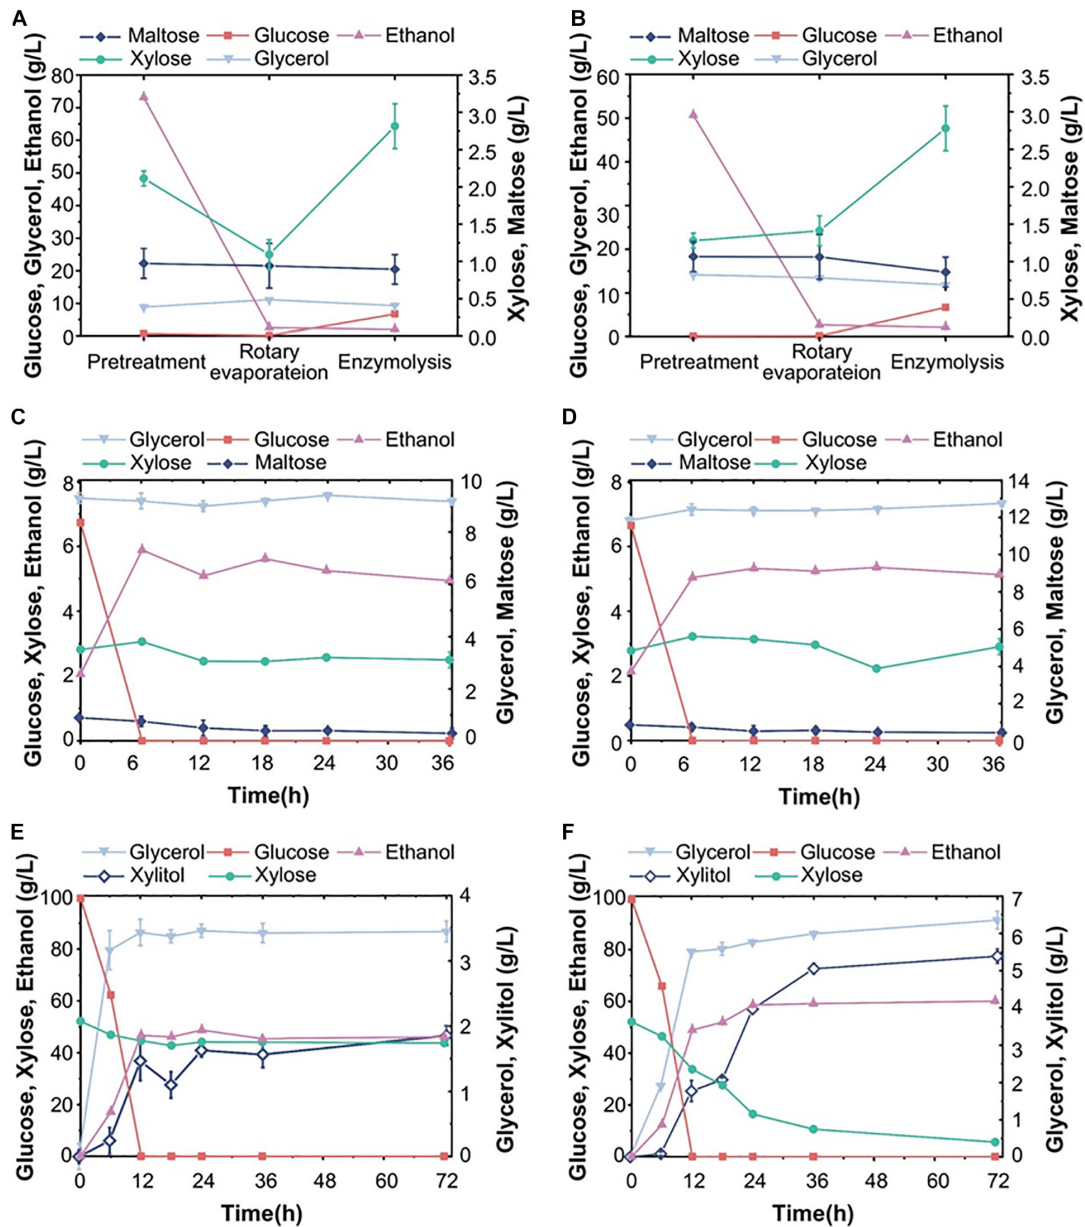 A
Maltose Glucose Ethanol
Xylose Glycerol
Glucose, Glycerol, Ethanol (g/L)
80
70
60
50
40
30
20
10
0
3.5
3.0
2.5
2.0
1.5
1.0
0.5
0.0
Xylose, Maltose (g/L)
Pretreatment Rotary evaporateion Enzymolysis
B
Maltose Glucose Ethanol
Xylose Glycerol
Glucose, Glycerol, Ethanol (g/L)
60
50
40
30
20
10
0
3.5
3.0
2.5
2.0
1.5
1.0
0.5
0.0
Xylose, Maltose (g/L)
Pretreatment Rotary evaporateion Enzymolysis
C
Glycerol Glucose Ethanol
Xylose Maltose
Glucose, Xylose, Ethanol (g/L)
8
6
4
2
0
10
8
6
4
2
0
Glycerol, Maltose (g/L)
0 6 12 18 24 30 36
Time(h)
D
Glycerol Glucose Ethanol
Maltose Xylose
Glucose, Xylose, Ethanol (g/L)
8
6
4
2
0
14
12
10
8
6
4
2
0
Glycerol, Maltose (g/L)
0 6 12 18 24 30 36
Time(h)
E
Glycerol Glucose Ethanol
Xylitol Xylose
Glucose, Xylose, Ethanol (g/L)
100
80
60
40
20
0
4
3
2
1
0
Glycerol, Xylitol (g/L)
0 12 24 36 48 60 72
Time(h)
F
Glycerol Glucose Ethanol
Xylitol Xylose
Glucose, Xylose, Ethanol (g/L)
100
80
60
40
20
0
7
6
5
4
3
2
1
0
Glycerol, Xylitol (g/L)
0 12 24 36 48 60 72
Time(h)